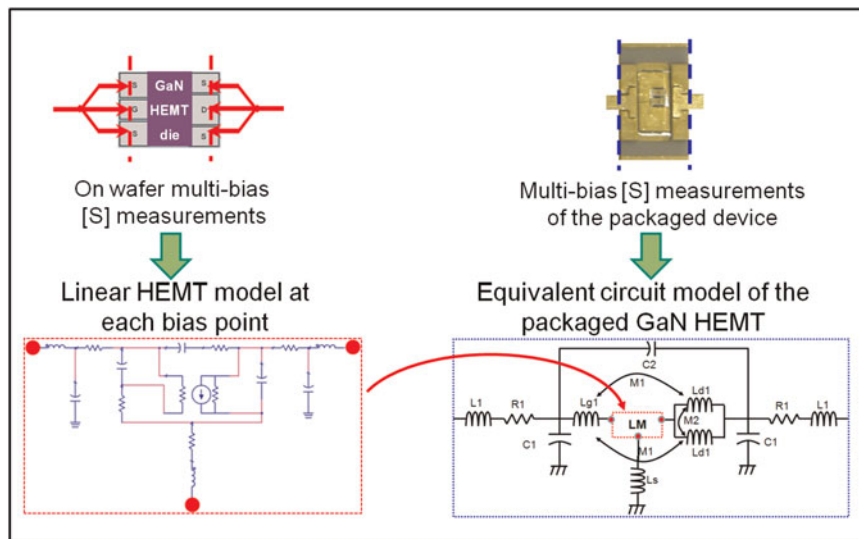 S GaN S
G HEMT D
S die S
On wafer multi-bias
[S] measurements
Linear HEMT model at
each bias point
Multi-bias [S] measurements
of the packaged device
Equivalent circuit model of the
packaged GaN HEMT
C2
M1
L1
R1
Lg1
Ld1
R1
L1
LM
M2
C1
M1
Ld1
C1
Ls